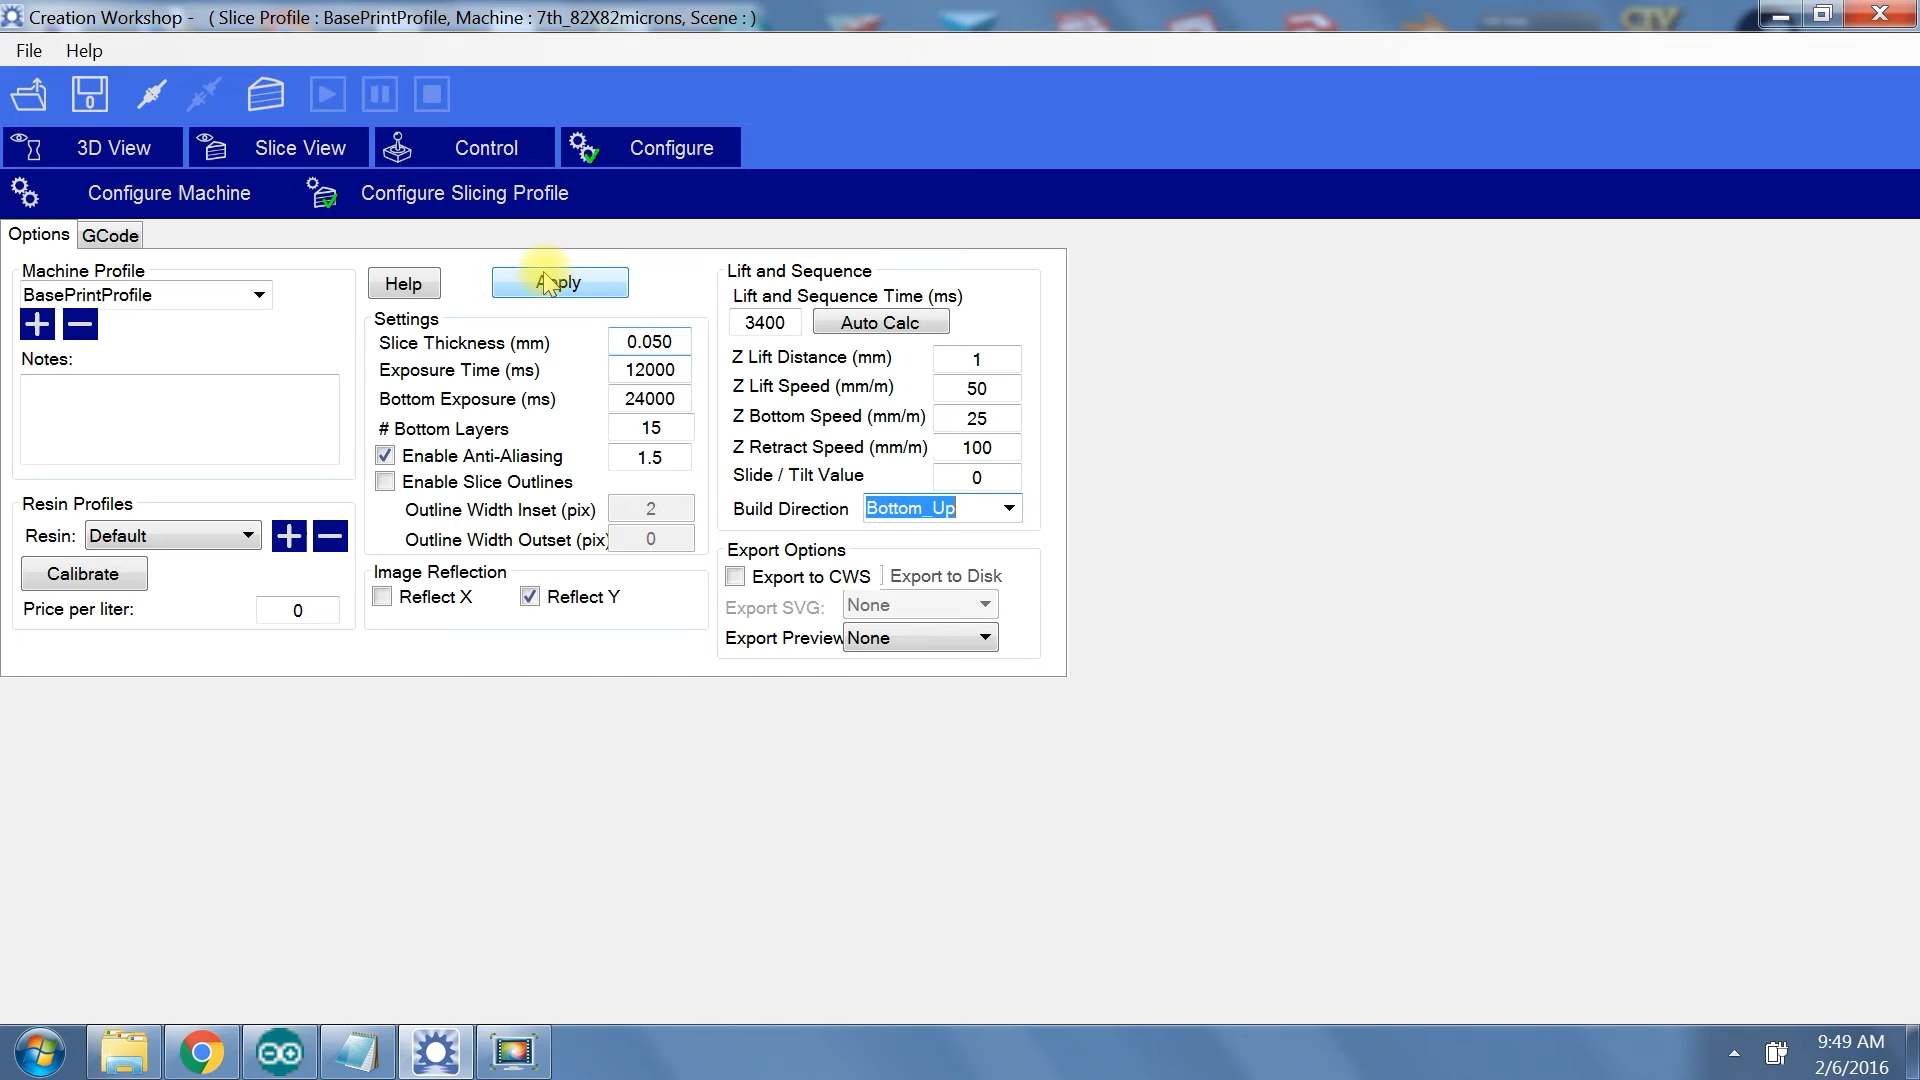 Creation Workshop - ( Slice Profile : BasePrintProfile, Machine : 7th_82X82microns, Scene : )
File Help
3D View Slice View Control Configure
Configure Machine Configure Slicing Profile
Options GCode
Machine Profile
BasePrintProfile
Notes:
Resin Profiles
Resin: Default
Calibrate
Price per liter: 0
Help Apply
Settings
Slice Thickness (mm) 0.050
Exposure Time (ms) 12000
Bottom Exposure (ms) 24000
# Bottom Layers 15
Enable Anti-Aliasing 1.5
Enable Slice Outlines
Outline Width Inset (pix) 2
Outline Width Outset (pix) 0
Image Reflection
Reflect X Reflect Y
Lift and Sequence
Lift and Sequence Time (ms)
3400 Auto Calc
Z Lift Distance (mm) 1
Z Lift Speed (mm/m) 50
Z Bottom Speed (mm/m) 25
Z Retract Speed (mm/m) 100
Slide / Tilt Value 0
Build Direction Bottom_Up
Export Options
Export to CWS Export to Disk
Export SVG: None
Export Preview None
9:49 AM
2/6/2016